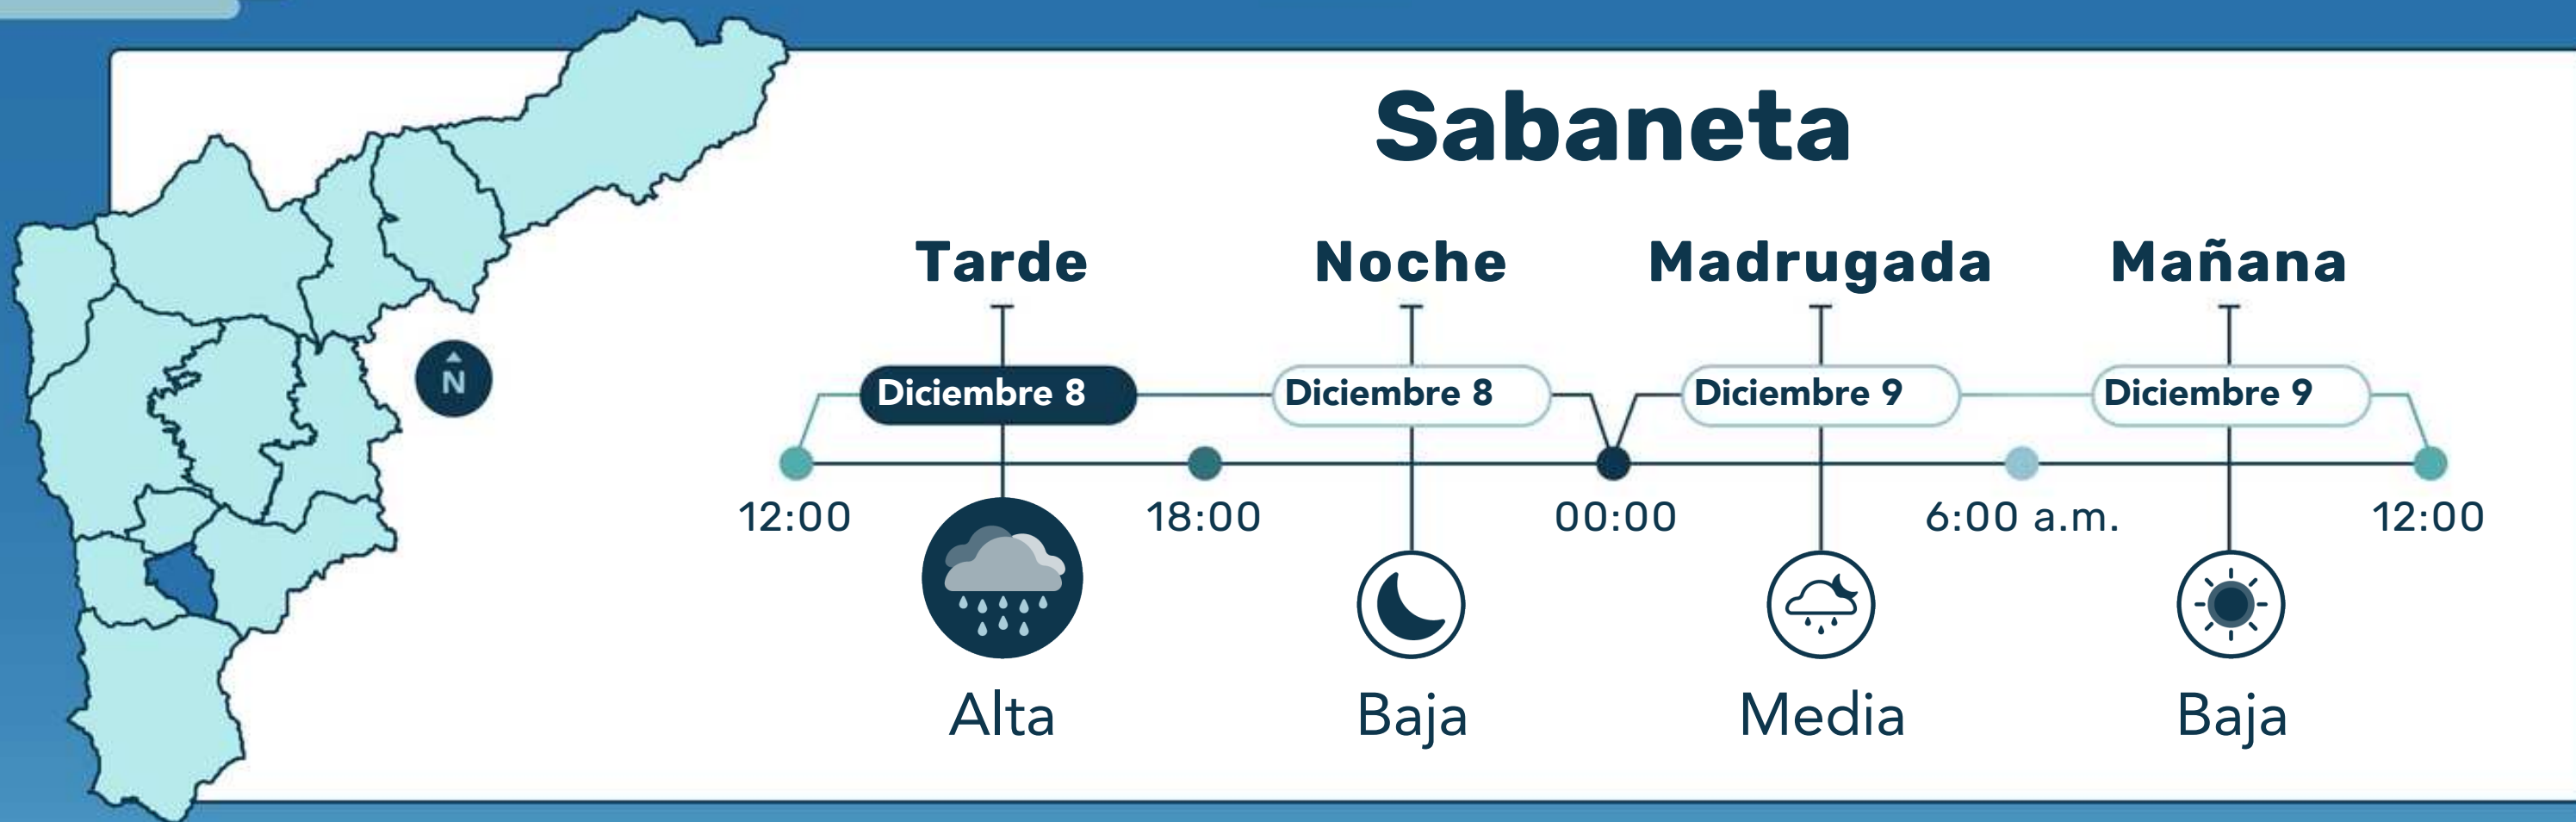 Sabaneta
Tarde Noche Madrugada Mañana
Diciembre 8 Diciembre 8 Diciembre 9 Diciembre 9
N
12:00 18:00 00:00 6:00 a.m. 12:00
Alta Baja Media Baja